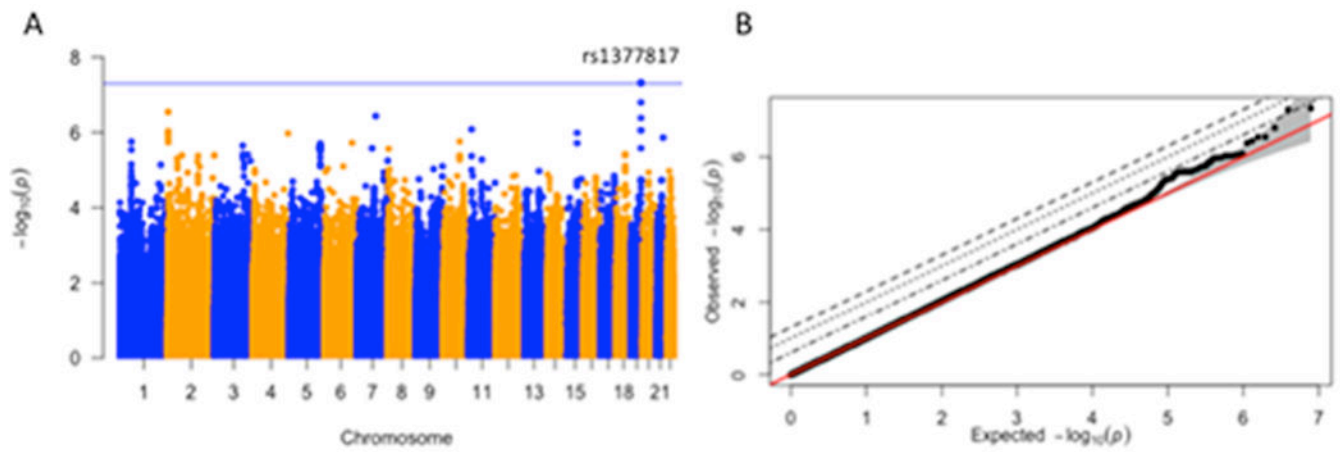 A
rs1377817
8
6
4
2
0
-log₁₀(p)
1 2 3 4 5 6 7 8 9 11 13 15 18 21
Chromosome
B
6
4
2
0
Observed -log₁₀(p)
0 1 2 3 4 5 6 7
Expected -log₁₀(p)